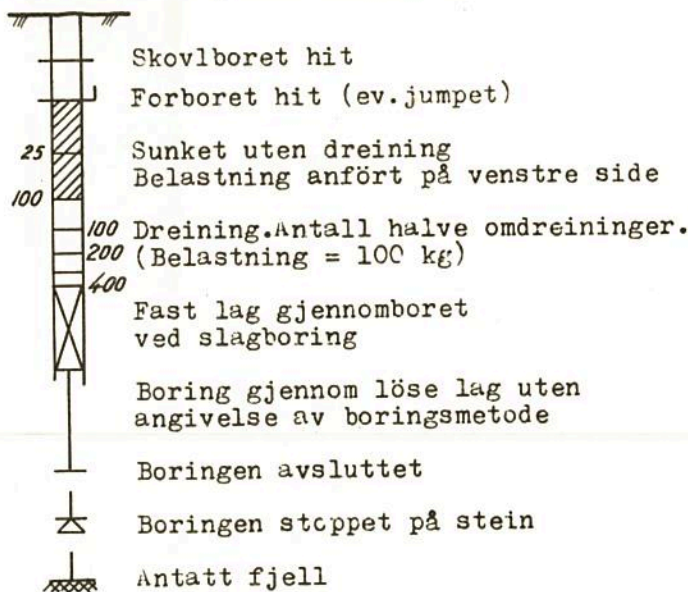 Skovlboret hit
Forboret hit (ev.jumpet)
25 Sunket uten dreining
Belastning anfört på venstre side
100
100 Dreining.Antall halve omdreininger.
200 (Belastning = 100 kg)
400
Fast lag gjennomboret
ved slagboring
Boring gjennom löse lag uten
angivelse av boringsmetode
Boringen avsluttet
Boringen stoppet på stein
Antatt fjell